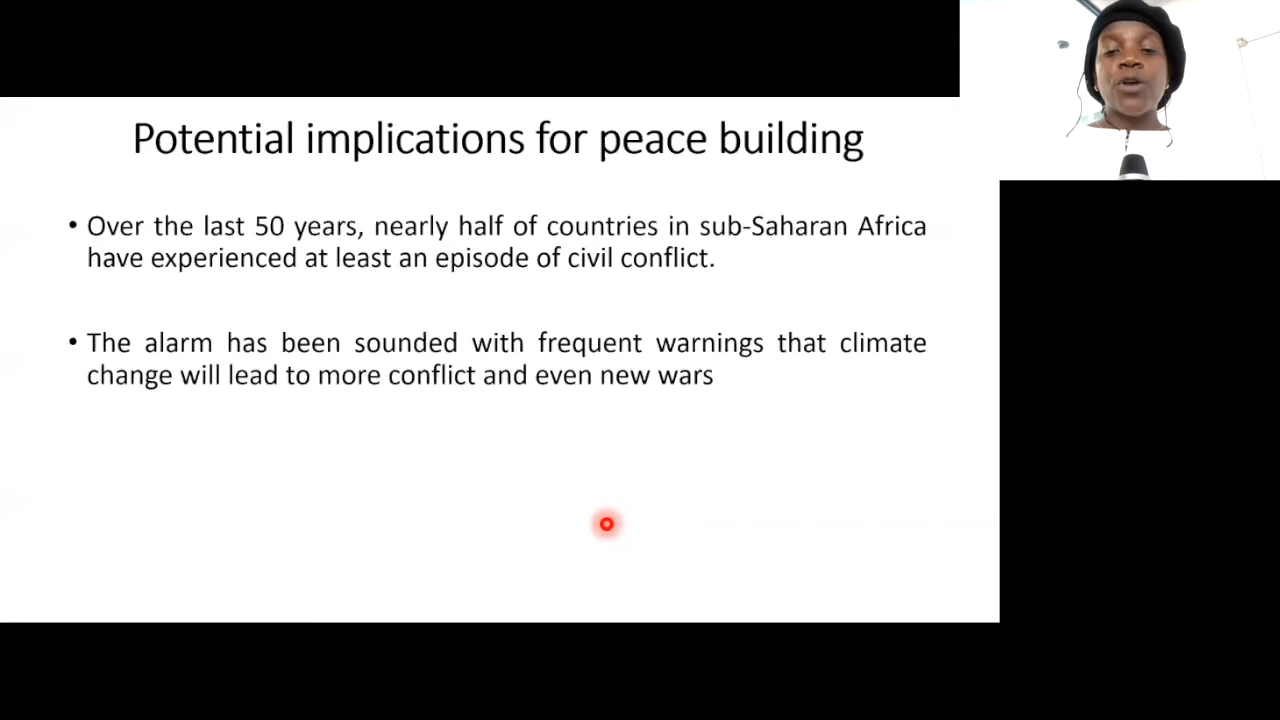 Potential implications for peace building
• Over the last 50 years, nearly half of countries in sub-Saharan Africa
have experienced at least an episode of civil conflict.
• The alarm has been sounded with frequent warnings that climate
change will lead to more conflict and even new wars